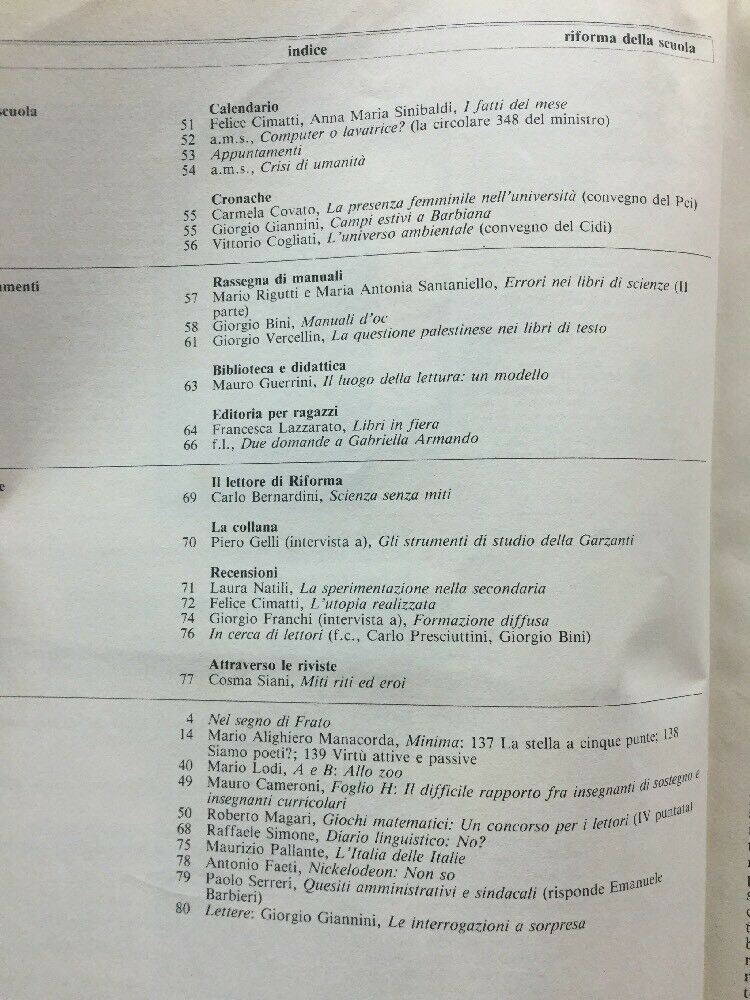 indice
riforma della scuola
scuola
Calendario
51 Felice Cimatti, Anna Maria Sinibaldi, I fatti del mese
52 a.m.s., Computer o lavatrice? (la circolare 348 del ministro)
53 Appuntamenti
54 a.m.s., Crisi di umanità
Cronache
55 Carmela Covato, La presenza femminile nell'università (convegno del Pci)
55 Giorgio Giannini, Campi estivi a Barbiana
56 Vittorio Cogliati, L'universo ambientale (convegno del Cidi)
menti
Rassegna di manuali
57 Mario Rigutti e Maria Antonia Santaniello, Errori nei libri di scienze (II
parte)
58 Giorgio Bini, Manuali d'oc
61 Giorgio Vercellin, La questione palestinese nei libri di testo
Biblioteca e didattica
63 Mauro Guerrini, Il luogo della lettura: un modello
Editoria per ragazzi
64 Francesca Lazzarato, Libri in fiera
66 f.l., Due domande a Gabriella Armando
e
Il lettore di Riforma
69 Carlo Bernardini, Scienza senza miti
La collana
70 Piero Gelli (intervista a), Gli strumenti di studio della Garzanti
Recensioni
71 Laura Natili, La sperimentazione nella secondaria
72 Felice Cimatti, L'utopia realizzata
74 Giorgio Franchi (intervista a), Formazione diffusa
76 In cerca di lettori (f.c., Carlo Presciuttini, Giorgio Bini)
Attraverso le riviste
77 Cosma Siani, Miti riti ed eroi
4 Nel segno di Frato
14 Mario Alighiero Manacorda, Minima: 137 La stella a cinque punte; 138
Siamo poeti?; 139 Virtù attive e passive
40 Mario Lodi, A e B: Allo zoo
49 Mauro Cameroni, Foglio H: Il difficile rapporto fra insegnanti di sostegno e
insegnanti curricolari
50 Roberto Magari, Giochi matematici: Un concorso per i lettori (IV puntata)
68 Raffaele Simone, Diario linguistico: No?
75 Maurizio Pallante, L'Italia delle Italie
78 Antonio Faeti, Nickelodeon: Non so
79 Paolo Serreri, Quesiti amministrativi e sindacali (risponde Emanuele
Barbieri)
80 Lettere: Giorgio Giannini, Le interrogazioni a sorpresa